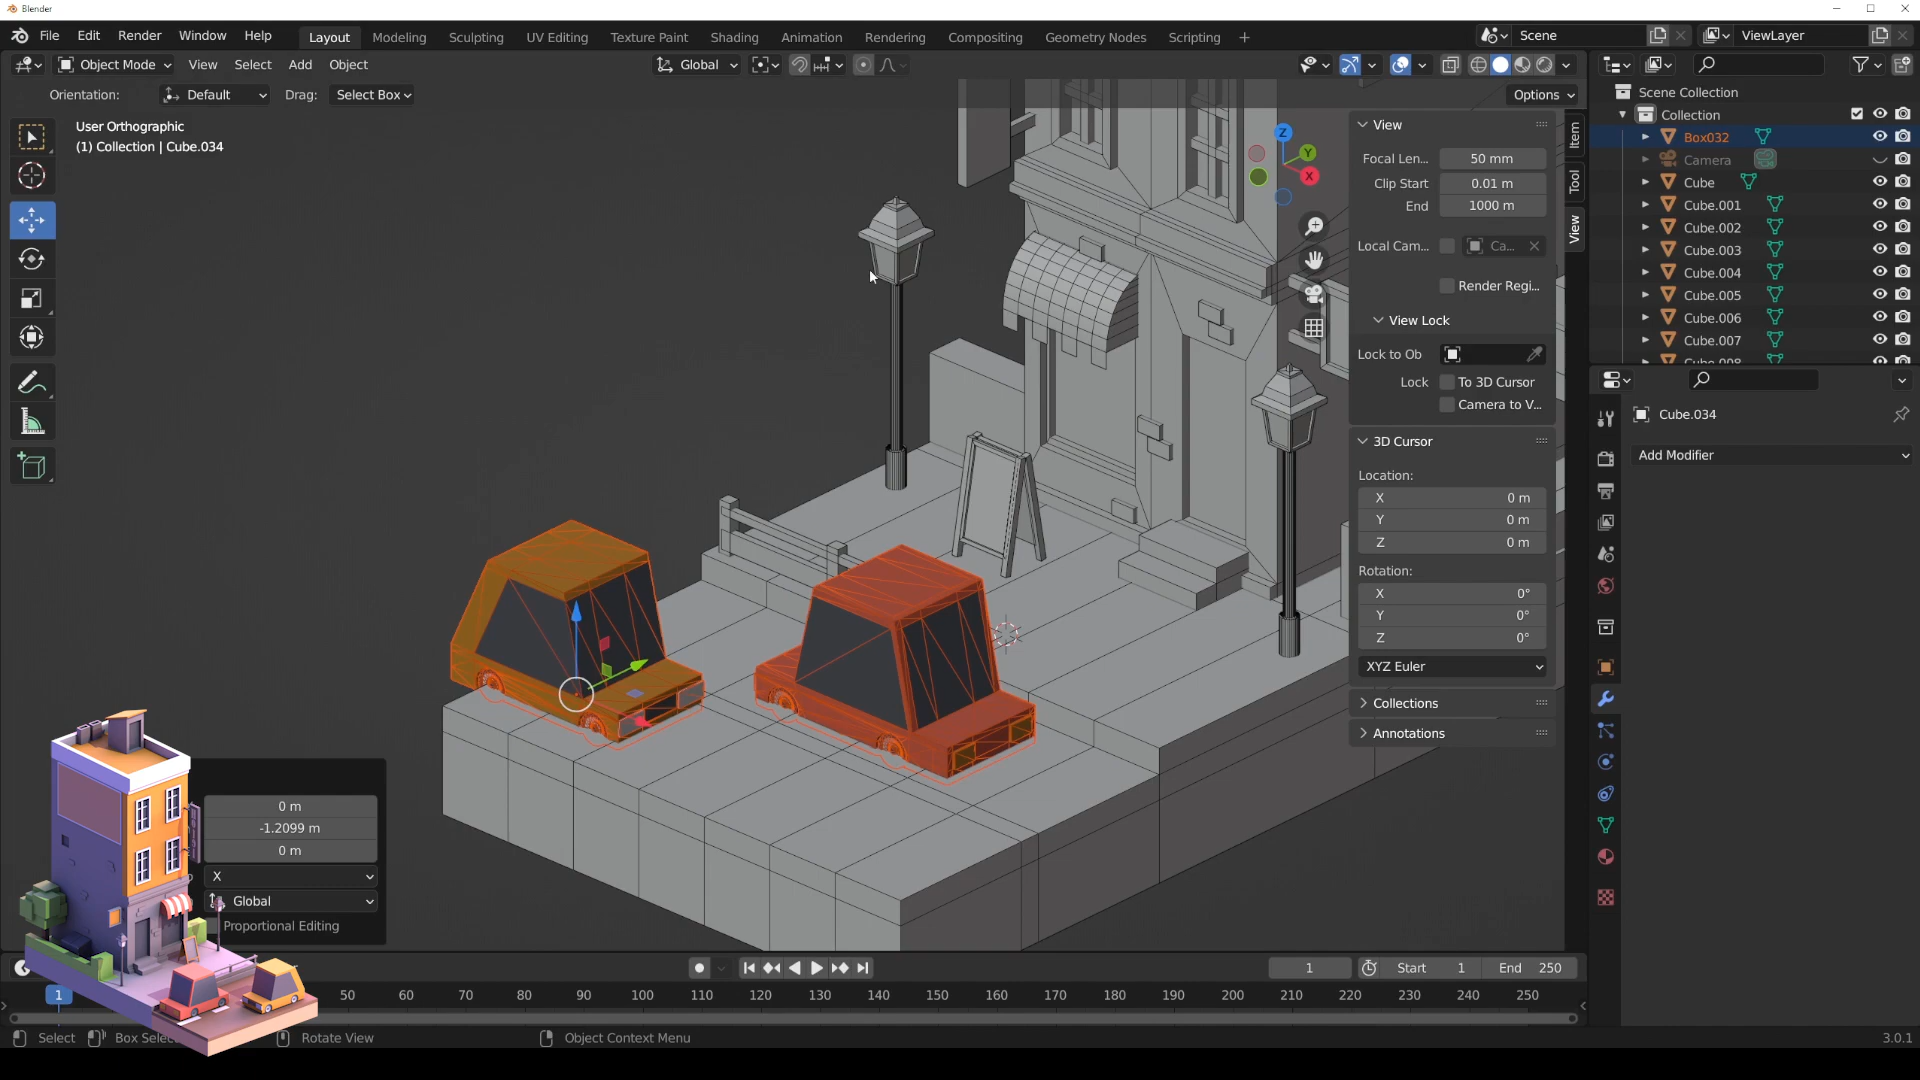 Blender
File Edit Render Window Help Layout Modeling Sculpting UV Editing Texture Paint Shading Animation Rendering Compositing Geometry Nodes Scripting + Scene ViewLayer
Object Mode View Select Add Object Global
Orientation: Default Drag: Select Box Options
User Orthographic
(1) Collection | Cube.034
Z
Y
X
View
Focal Len... 50 mm
Clip Start 0.01 m
End 1000 m
Local Cam... Ca...
Render Regi...
View Lock
Lock to Ob
Lock To 3D Cursor
Camera to V...
3D Cursor
Location:
X 0 m
Y 0 m
Z 0 m
Rotation:
X 0°
Y 0°
Z 0°
XYZ Euler
Collections
Annotations
Item
Tool
View
Scene Collection
Collection
Box032
Camera
Cube
Cube.001
Cube.002
Cube.003
Cube.004
Cube.005
Cube.006
Cube.007
Cube.008
Cube.034
Add Modifier
0 m
-1.2099 m
0 m
X
Global
Proportional Editing
1 Start 1 End 250
1 50 60 70 80 90 100 110 120 130 140 150 160 170 180 190 200 210 220 230 240 250
Select Box Selec Rotate View Object Context Menu 3.0.1